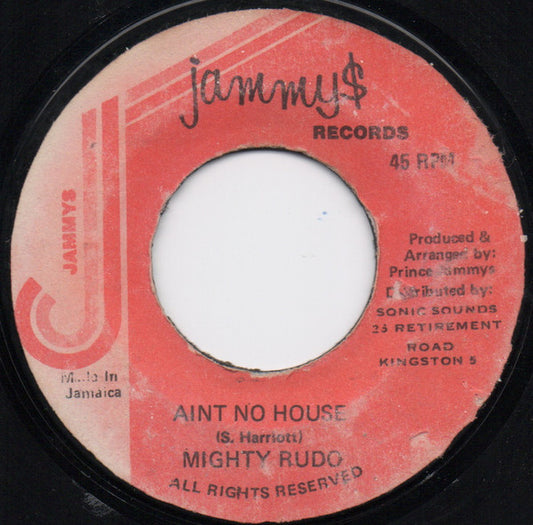 jammy$
RECORDS
45 RPM
JAMMYS
Produced &
Arranged by:
Prince Jammys
Distributed by:
SONIC SOUNDS
25 RETIREMENT
ROAD
KINGSTON 5
Made In
Jamaica
AINT NO HOUSE
(S. Harriott)
MIGHTY RUDO
ALL RIGHTS RESERVED